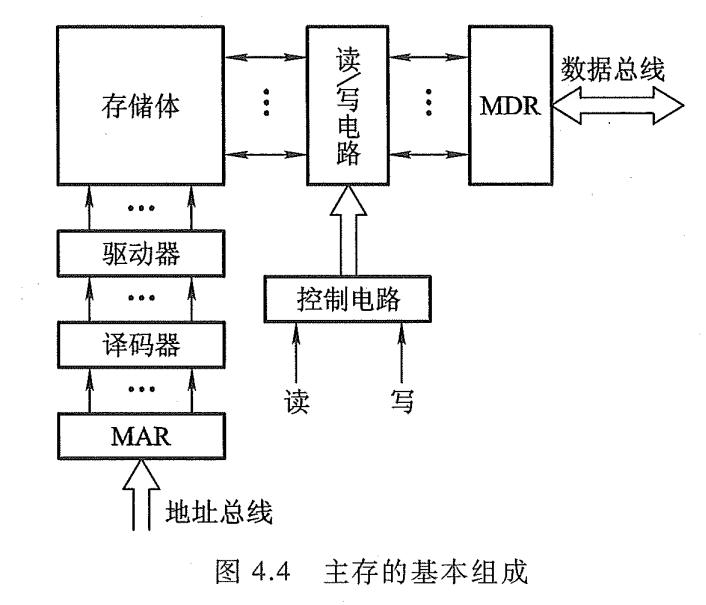 存储体
读/写电路
MDR
数据总线
驱动器
控制电路
译码器
读
写
MAR
地址总线
图 4.4 主存的基本组成